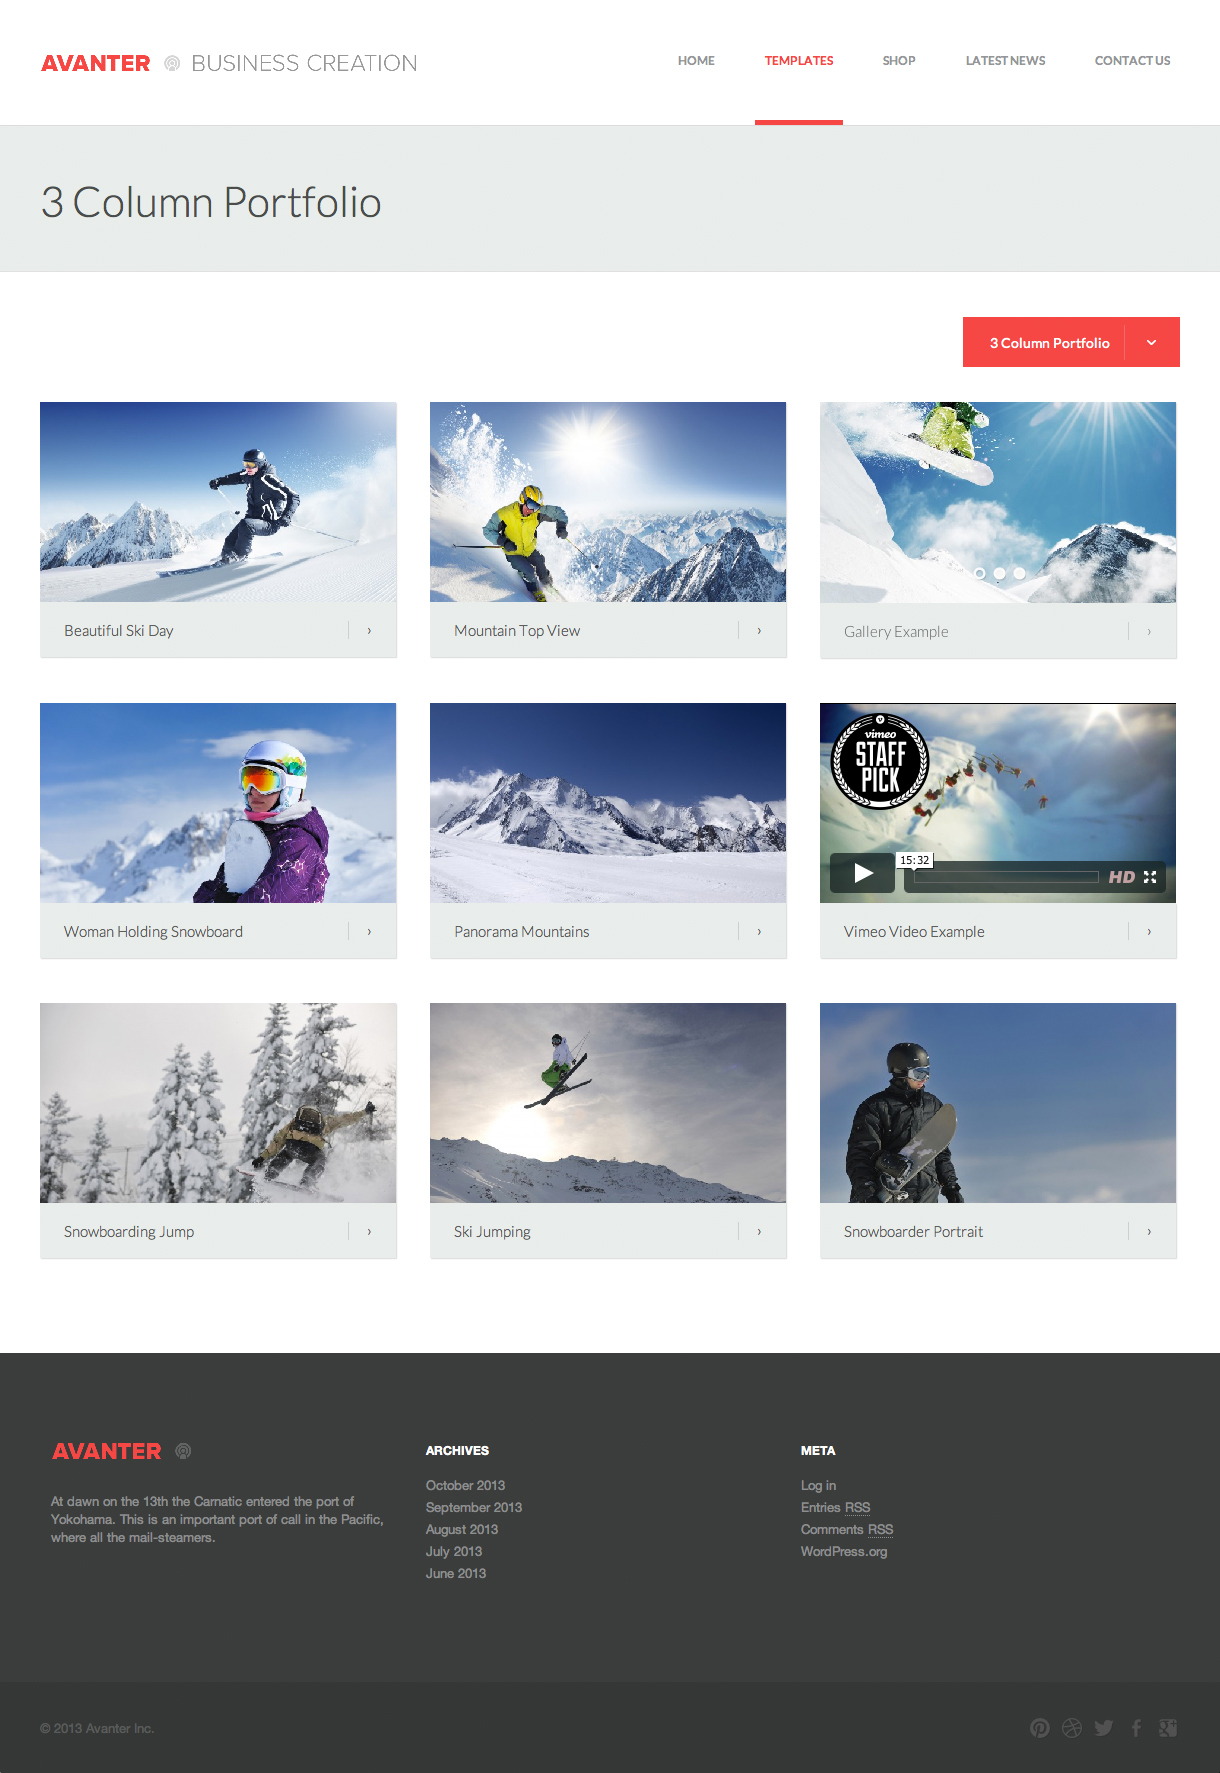 AVANTER BUSINESS CREATION
HOME TEMPLATES SHOP LATEST NEWS CONTACT US
3 Column Portfolio
3 Column Portfolio
Beautiful Ski Day
Mountain Top View
Gallery Example
vimeo
STAFF
PICK
15:32
HD
Woman Holding Snowboard
Panorama Mountains
Vimeo Video Example
Snowboarding Jump
Ski Jumping
Snowboarder Portrait
AVANTER
At dawn on the 13th the Carnatic entered the port of
Yokohama. This is an important port of call in the Pacific,
where all the mail-steamers.
ARCHIVES
October 2013
September 2013
August 2013
July 2013
June 2013
META
Log in
Entries RSS
Comments RSS
WordPress.org
© 2013 Avanter Inc.